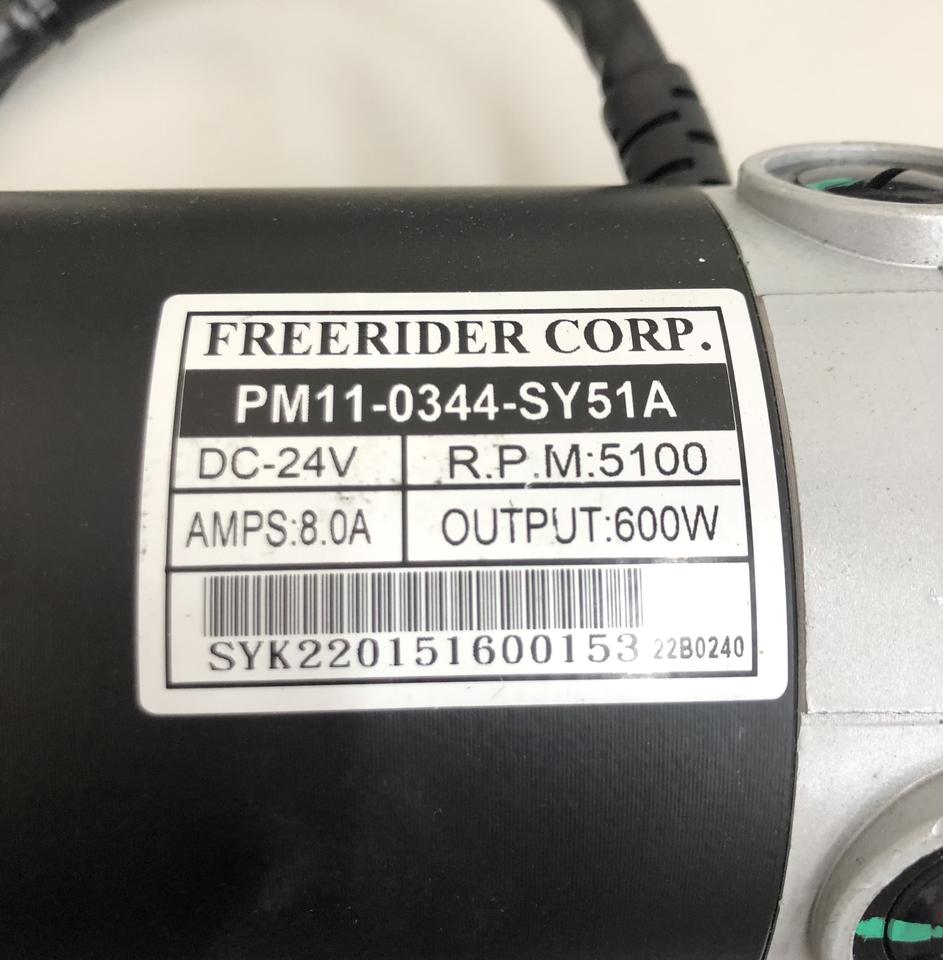 FREERIDER CORP.
PM11-0344-SY51A
DC-24V R.P.M:5100
AMPS:8.0A OUTPUT:600W
SYK220151600153 22B0240